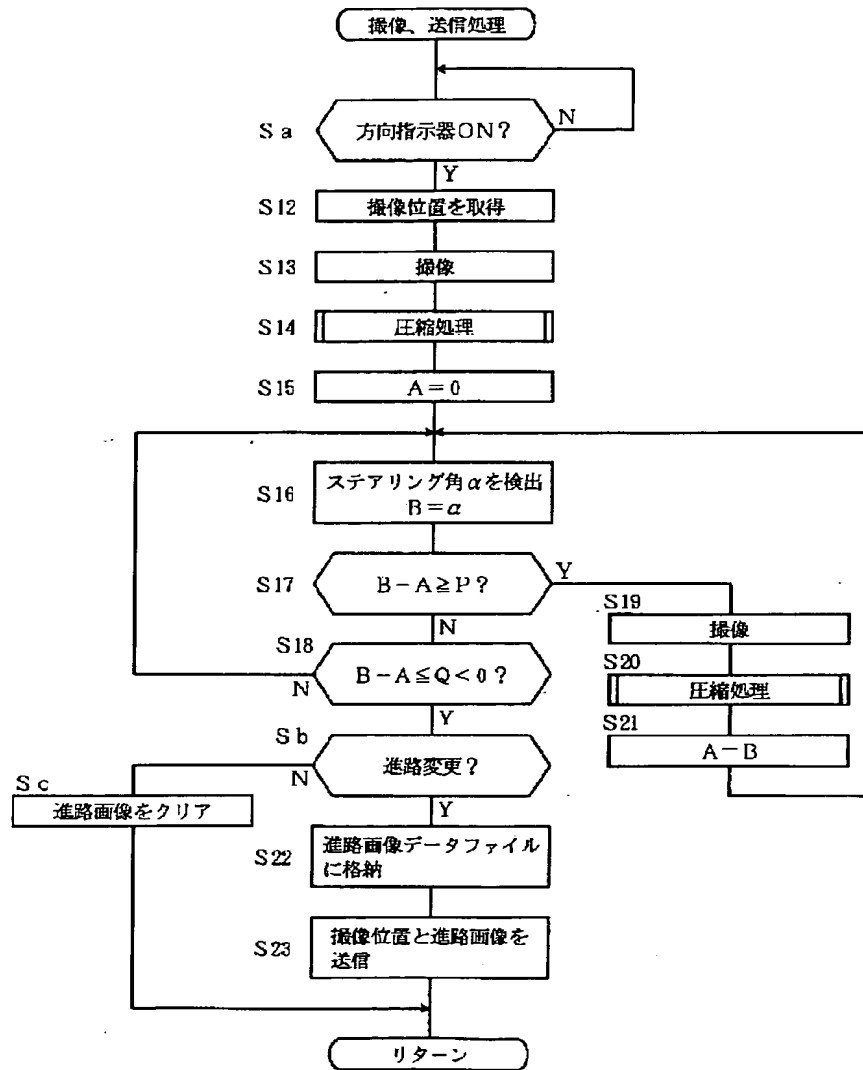 撮像、送信処理
Sa
方向指示器ON?
N
Y
S12
撮像位置を取得
S13
撮像
S14
圧縮処理
S15
A=0
S16
ステアリング角αを検出
B=α
S17
B-A≧P?
Y
N
S18
B-A≦Q<0?
N
Y
S19
撮像
S20
圧縮処理
S21
A-B
Sb
進路変更?
N
Y
Sc
進路画像をクリア
S22
進路画像データファイル
に格納
S23
撮像位置と進路画像を
送信
リターン